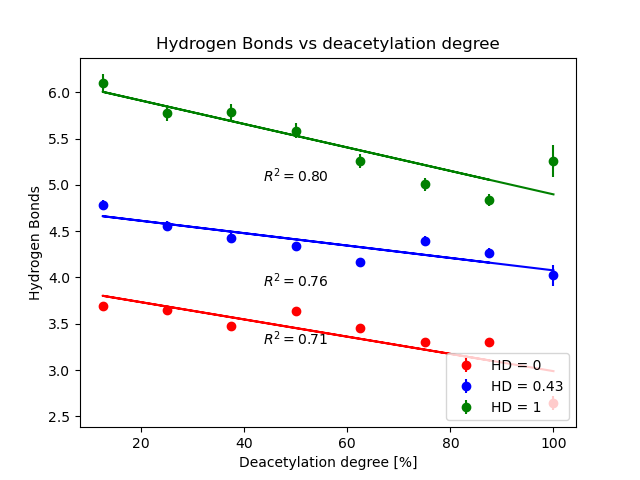 Hydrogen Bonds vs deacetylation degree
Hydrogen Bonds
6.0
5.5
5.0
4.5
4.0
3.5
3.0
2.5
R² = 0.80
R² = 0.76
R² = 0.71
HD = 0
HD = 0.43
HD = 1
20
40
60
80
100
Deacetylation degree [%]